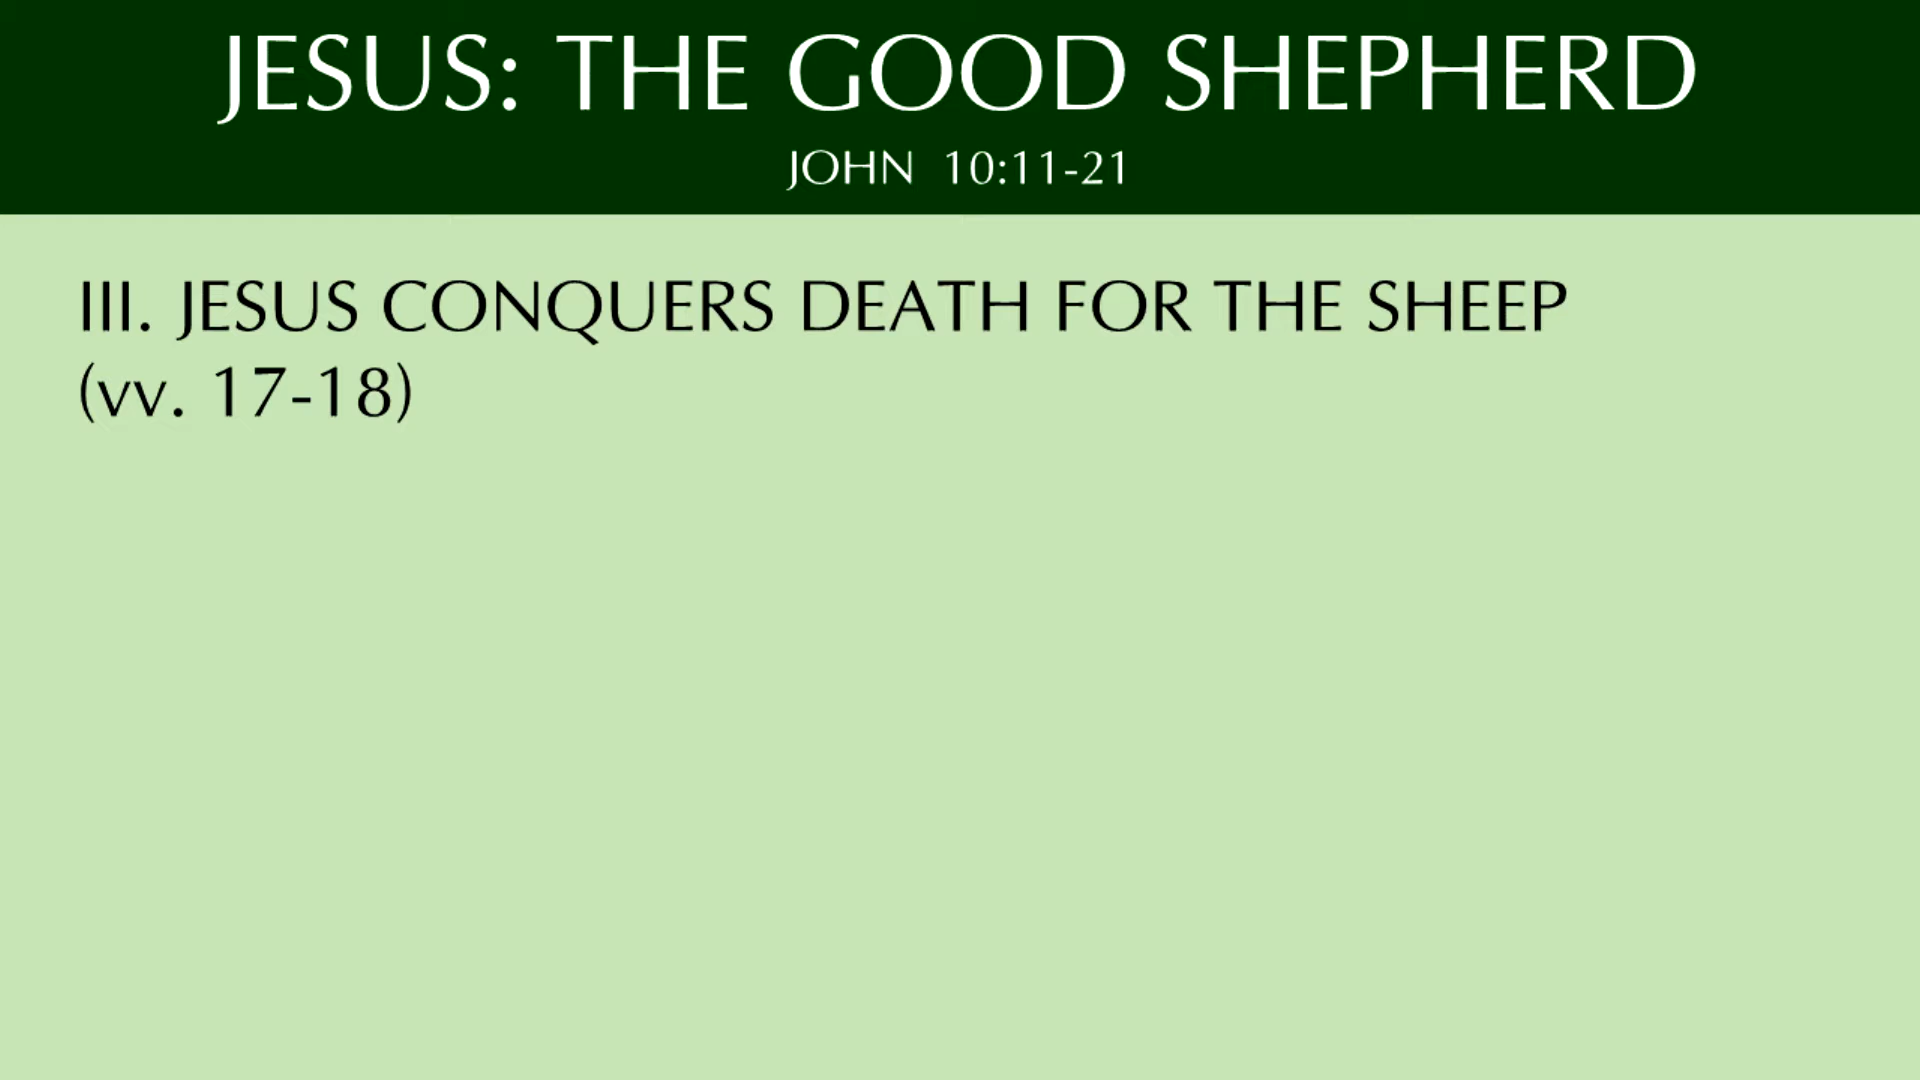 JESUS: THE GOOD SHEPHERD
JOHN 10:11-21
III. JESUS CONQUERS DEATH FOR THE SHEEP
(vv. 17-18)